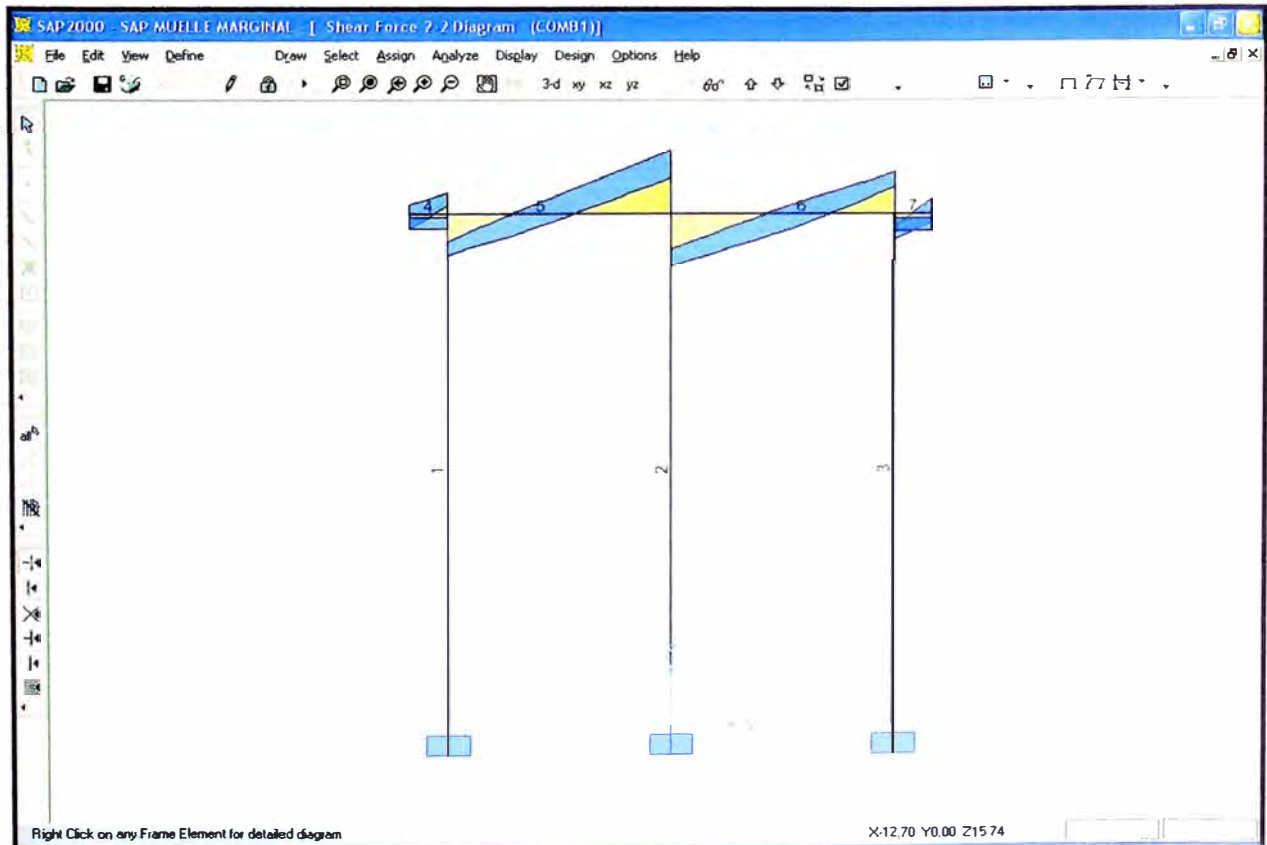 SAP 2000 - SAP MUELLE MARGINAL - [ Shear Force 2-2 Diagram (COMB1)]
File Edit View Define Draw Select Assign Analyze Display Design Options Help
3-d xy xz yz
4 5 6 7
all
1 2 3
Right Click on any Frame Element for detailed diagram X-12,70 Y0.00 Z15.74